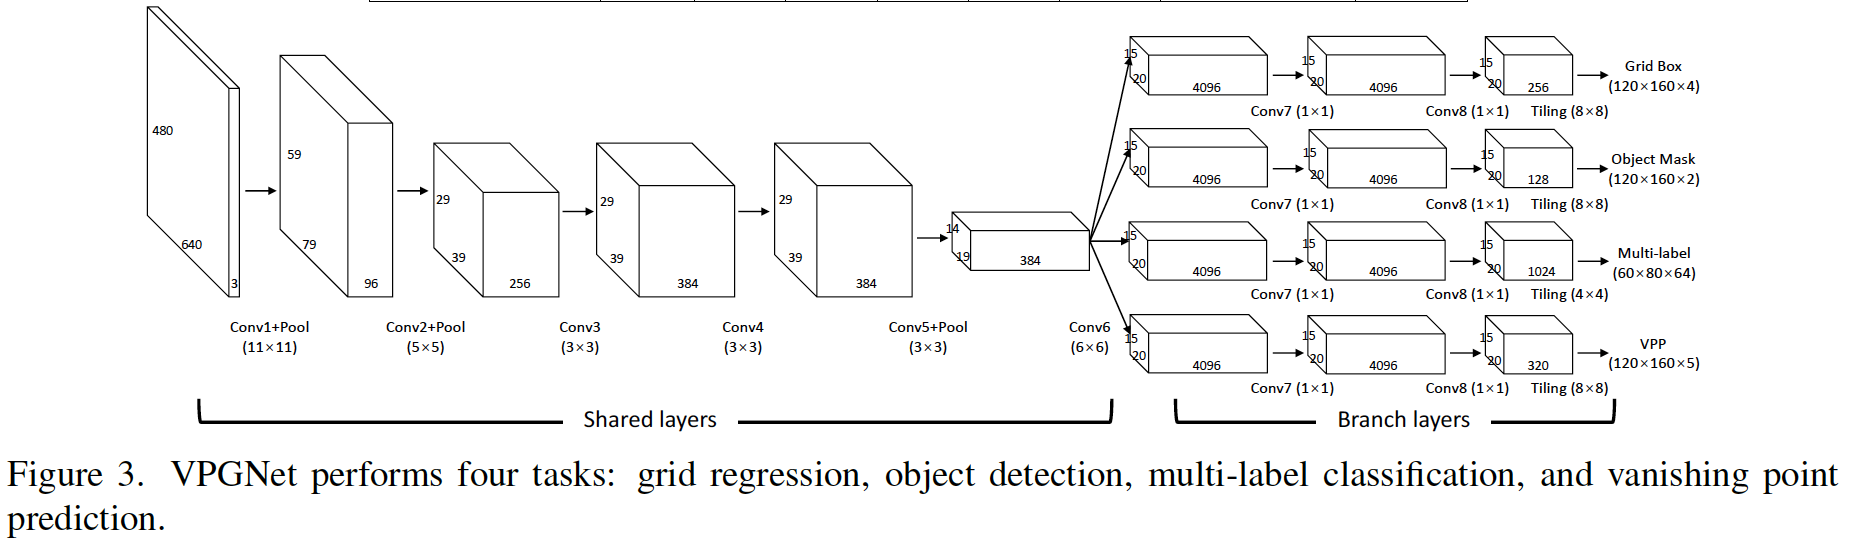 480
640
3
Conv1+Pool
(11×11)
59
79
96
Conv2+Pool
(5×5)
29
39
256
Conv3
(3×3)
29
39
384
Conv4
(3×3)
29
39
384
Conv5+Pool
(3×3)
14
19
384
Conv6
(6×6)
15
20
4096
Conv7 (1×1)
15
20
4096
Conv8 (1×1)
15
20
256
Tiling (8×8)
Grid Box
(120×160×4)
15
20
4096
Conv7 (1×1)
15
20
4096
Conv8 (1×1)
15
20
128
Tiling (8×8)
Object Mask
(120×160×2)
15
20
4096
Conv7 (1×1)
15
20
4096
Conv8 (1×1)
15
20
1024
Tiling (4×4)
Multi-label
(60×80×64)
15
20
4096
Conv7 (1×1)
15
20
4096
Conv8 (1×1)
15
20
320
Tiling (8×8)
VPP
(120×160×5)
Shared layers
Branch layers
Figure 3. VPGNet performs four tasks: grid regression, object detection, multi-label classification, and vanishing point
prediction.